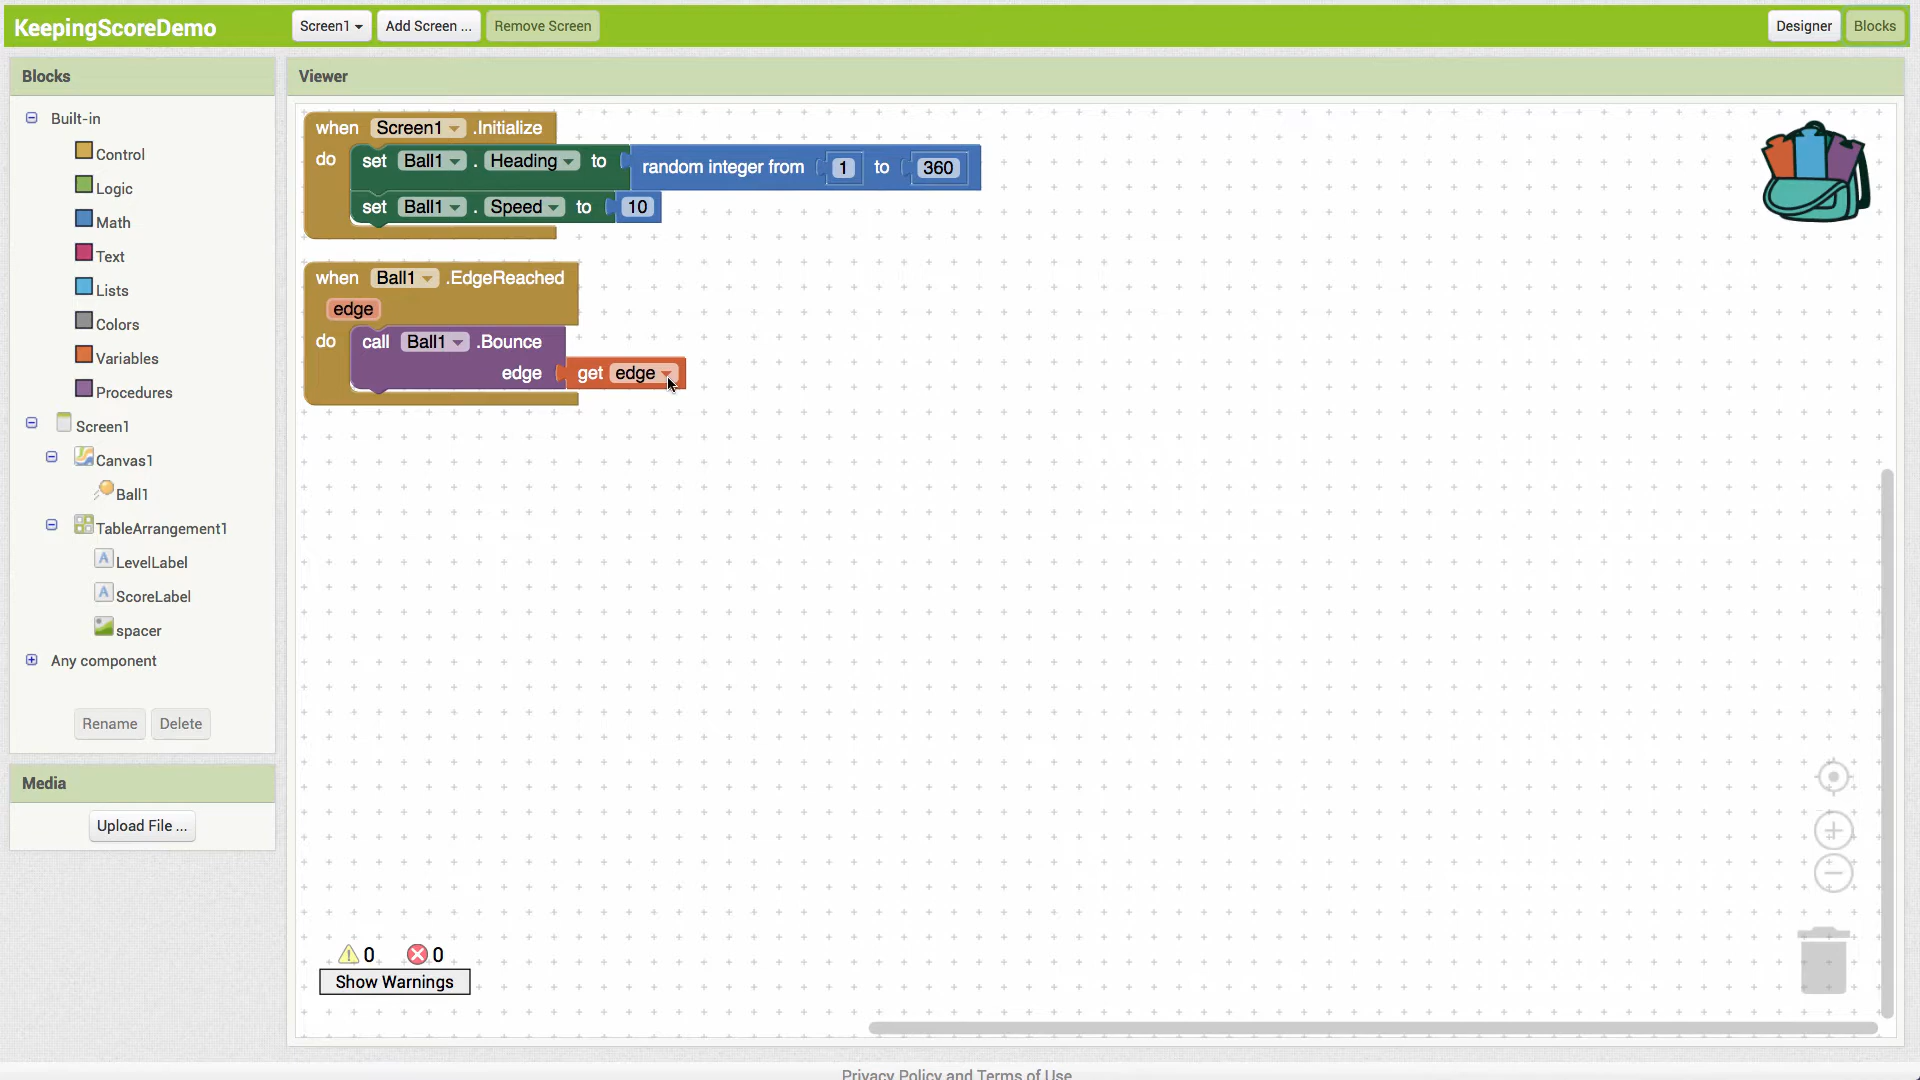 KeepingScoreDemo
Screen1
Add Screen ...
Remove Screen
Designer
Blocks
Blocks
Viewer
Built-in
Control
Logic
Math
Text
Lists
Colors
Variables
Procedures
Screen1
Canvas1
Ball1
TableArrangement1
A LevelLabel
A ScoreLabel
spacer
Any component
Rename
Delete
Media
Upload File ...
when Screen1 .Initialize
do set Ball1 . Heading to random integer from 1 to 360
set Ball1 . Speed to 10
when Ball1 .EdgeReached
edge
do call Ball1 .Bounce
edge get edge
0 0
Show Warnings
Privacy Policy and Terms of Use